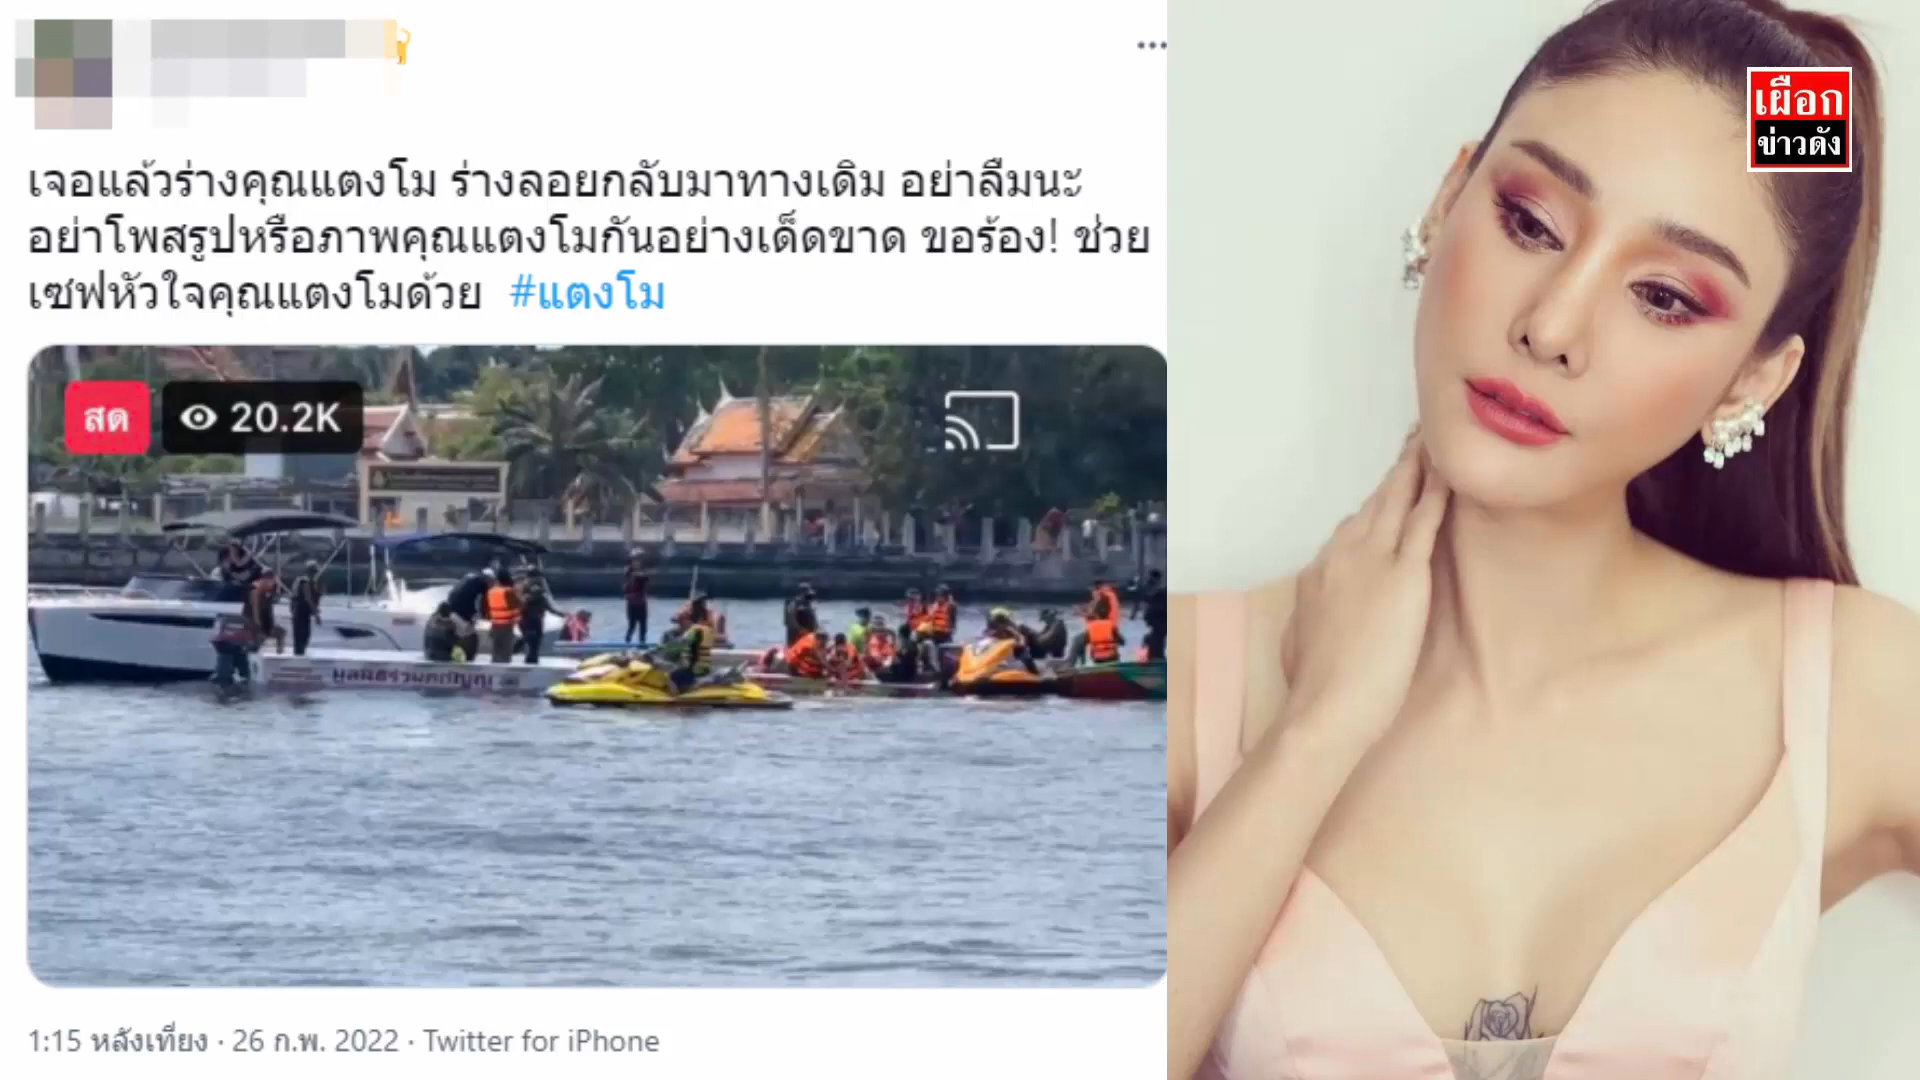 เจอแล้วร่างคุณแตงโม ร่างลอยกลับมาทางเดิม อย่าลืมนะ
อย่าโพสรูปหรือภาพคุณแตงโมกันอย่างเด็ดขาด ขอร้อง! ช่วย
เซฟหัวใจคุณแตงโมด้วย #แตงโม
สด
20.2K
1:15 หลังเที่ยง · 26 ก.พ. 2022 · Twitter for iPhone
เผือก
ข่าวดัง